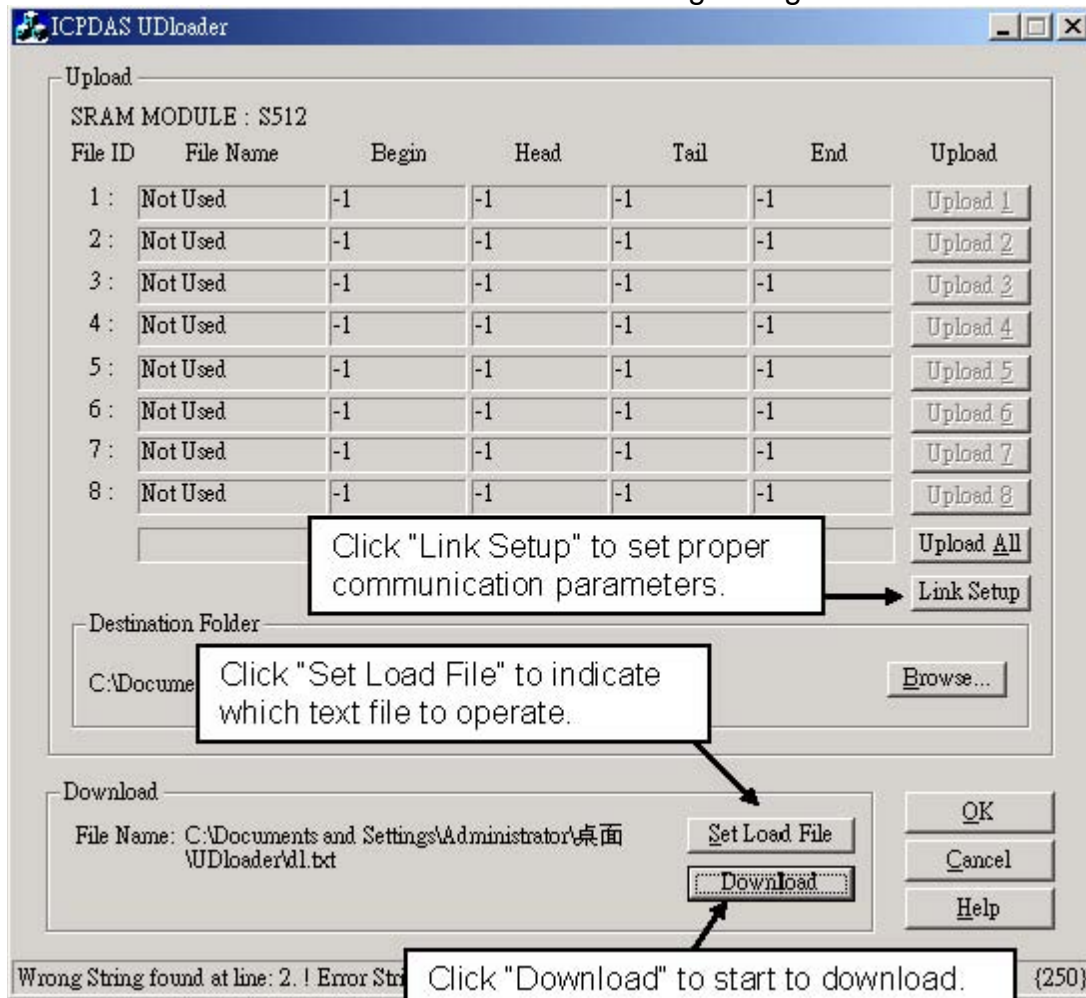 ICPDAS UDloader
Upload
SRAM MODULE : S512
File ID File Name Begin Head Tail End Upload
1 : Not Used -1 -1 -1 -1 Upload 1
2 : Not Used -1 -1 -1 -1 Upload 2
3 : Not Used -1 -1 -1 -1 Upload 3
4 : Not Used -1 -1 -1 -1 Upload 4
5 : Not Used -1 -1 -1 -1 Upload 5
6 : Not Used -1 -1 -1 -1 Upload 6
7 : Not Used -1 -1 -1 -1 Upload 7
8 : Not Used -1 -1 -1 -1 Upload 8
Upload All
Click "Link Setup" to set proper
communication parameters.
Link Setup
Destination Folder
C:\Docume
Browse...
Click "Set Load File" to indicate
which text file to operate.
Download
File Name: C:\Documents and Settings\Administrator\桌面
\UDloader\dl.txt
Set Load File
Download
OK
Cancel
Help
Wrong String found at line: 2. ! Error Stri
Click "Download" to start to download.
{250}